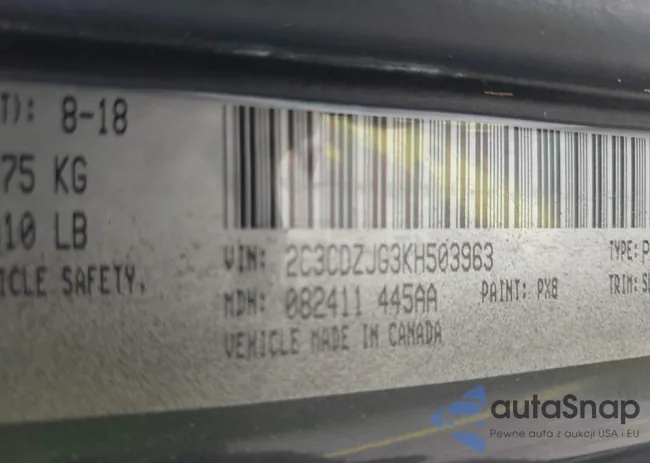 T): 8-18
75 KG
10 LB
ICLE SAFETY,
VIN: 2C3CDZJG3KH503963
TYPE: P
MDH: 082411 445AA
PAINT: PX8
TRIM: S
VEHICLE MADE IN CANADA
autaSnap
Pewne auta z aukcji USA i EU